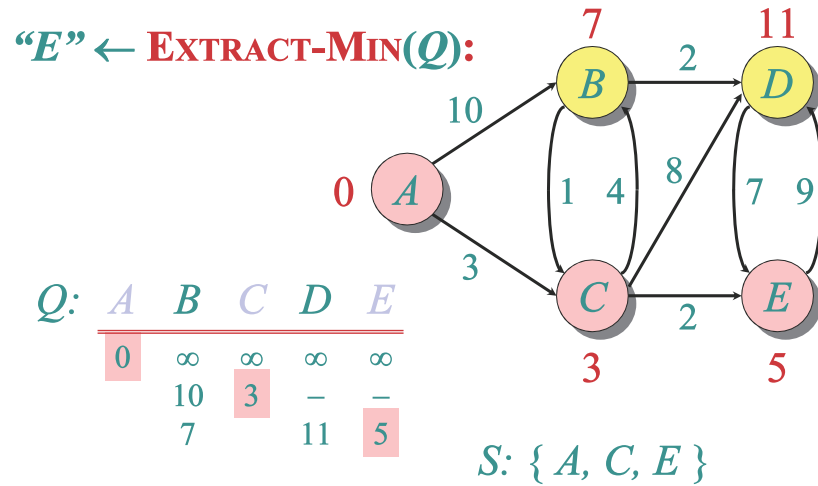 “E” ← EXTRACT-MIN(Q):
7 11
B 2 D
10
0 A 1 4 8 7 9
3
C 2 E
3 5
Q: A B C D E
0 ∞ ∞ ∞ ∞
10 3 – –
7 11 5
S: { A, C, E }